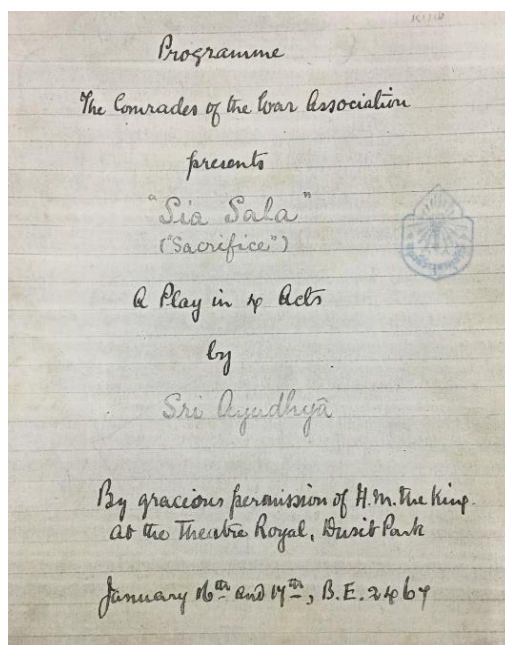 Programme
The Comrades of the War Association
presents
"Sia Sala"
("Sacrifice")
A Play in 4 Acts
by
Sri Ayudhyā
By gracious permission of H.M. the King.
at the Theatre Royal, Dusit Park
January 16th and 17th, B.E. 2467